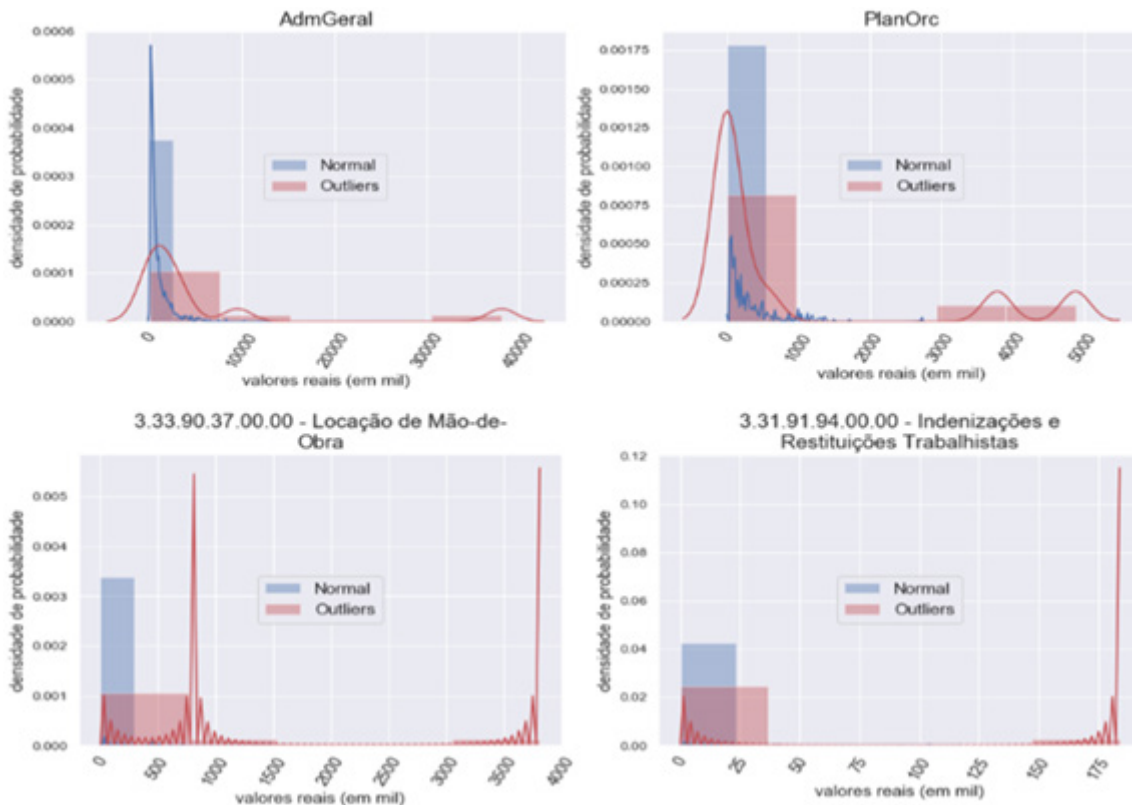 AdmGeral
densidade de probabilidade
0.0006
0.0005
0.0004
0.0003
0.0002
0.0001
0.0000
Normal
Outliers
0
10000
20000
30000
40000
valores reais (em mil)
PlanOrc
densidade de probabilidade
0.00175
0.00150
0.00125
0.00100
0.00075
0.00050
0.00025
0.00000
Normal
Outliers
0
1000
2000
3000
4000
5000
valores reais (em mil)
3.33.90.37.00.00 - Locação de Mão-de-
Obra
densidade de probabilidade
0.005
0.004
0.003
0.002
0.001
0.000
Normal
Outliers
0
500
1000
1500
2000
2500
3000
3500
4000
valores reais (em mil)
3.31.91.94.00.00 - Indenizações e
Restituições Trabalhistas
densidade de probabilidade
0.12
0.10
0.08
0.06
0.04
0.02
0.00
Normal
Outliers
0
25
50
75
100
125
150
175
valores reais (em mil)